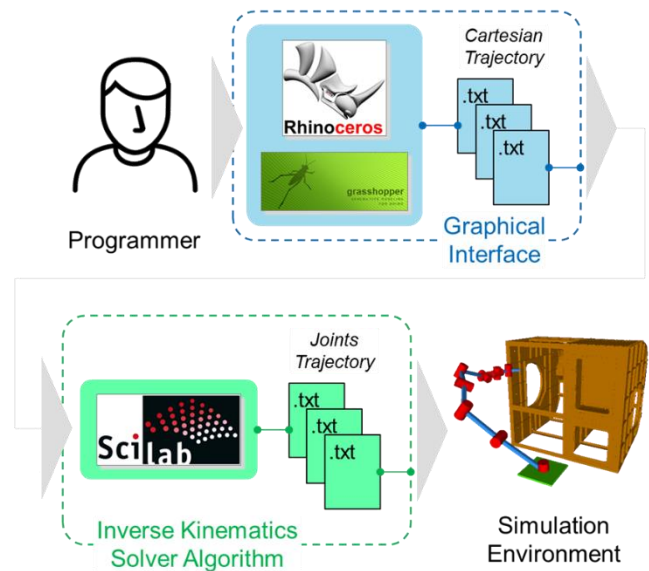 Cartesian
Trajectory
Rhinoceros
.txt
.txt
.txt
grasshopper
Programmer
Graphical
Interface
Joints
Trajectory
Scilab
.txt
.txt
.txt
Inverse Kinematics
Solver Algorithm
Simulation
Environment